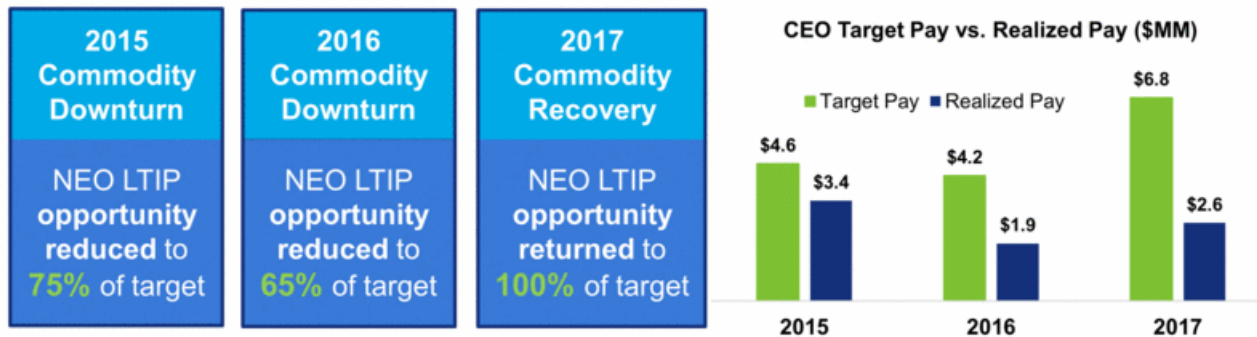 2015
Commodity
Downturn
NEO LTIP
opportunity
reduced to
75% of target
2016
Commodity
Downturn
NEO LTIP
opportunity
reduced to
65% of target
2017
Commodity
Recovery
NEO LTIP
opportunity
returned to
100% of target
CEO Target Pay vs. Realized Pay ($MM)
Target Pay Realized Pay
$4.6
$3.4
$4.2
$1.9
$6.8
$2.6
2015 2016 2017